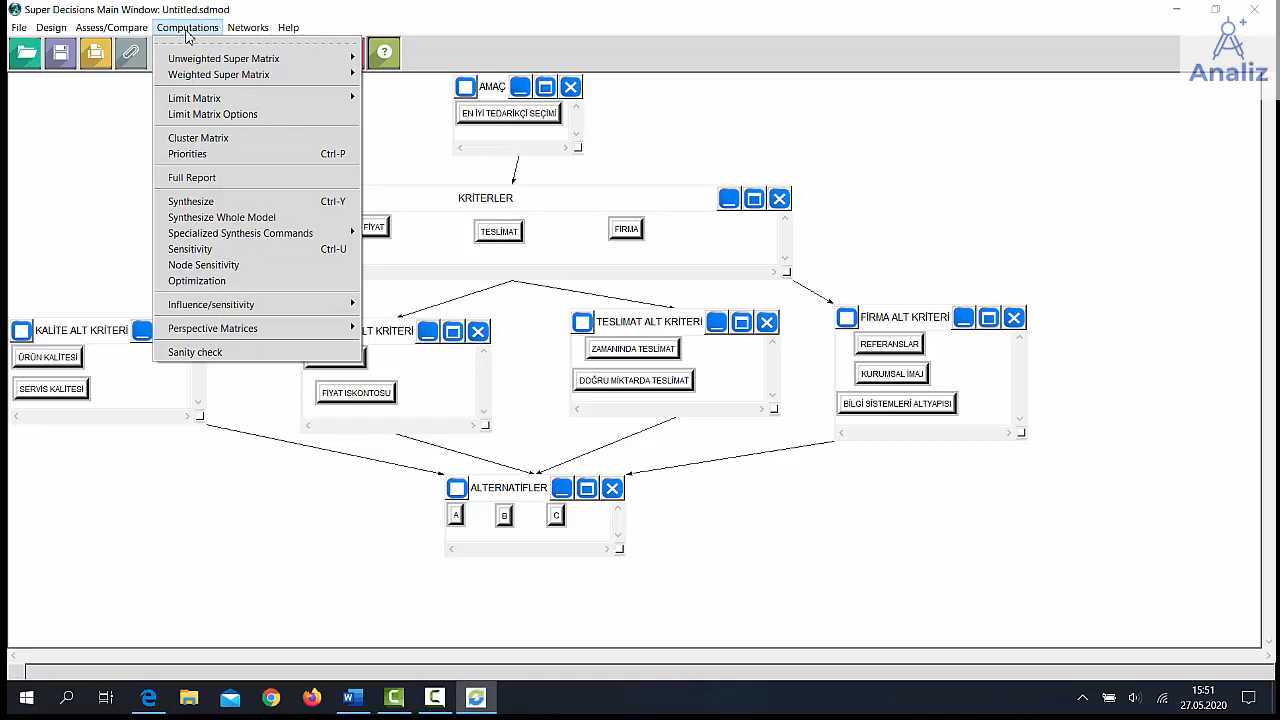 Super Decisions Main Window: Untitled.sdmod
File Design Assess/Compare Computations Networks Help
Analiz
Unweighted Super Matrix
Weighted Super Matrix
Limit Matrix
Limit Matrix Options
Cluster Matrix
Priorities Ctrl-P
Full Report
Synthesize Ctrl-Y
Synthesize Whole Model
Specialized Synthesis Commands
Sensitivity Ctrl-U
Node Sensitivity
Optimization
Influence/sensitivity
Perspective Matrices
Sanity check
AMAÇ
EN İYİ TEDARİKÇİ SEÇİMİ
KRİTERLER
FİYAT TESLİMAT FİRMA
KALİTE ALT KRİTERİ
ÜRÜN KALİTESİ
SERVİS KALİTESİ
LT KRİTERİ
FİYAT ISKONTOSU
TESLİMAT ALT KRİTERİ
ZAMANINDA TESLİMAT
DOĞRU MİKTARDA TESLİMAT
FİRMA ALT KRİTERİ
REFERANSLAR
KURUMSAL İMAJ
BİLGİ SİSTEMLERİ ALTYAPISI
ALTERNATİFLER
A B C
15:51
27.05.2020